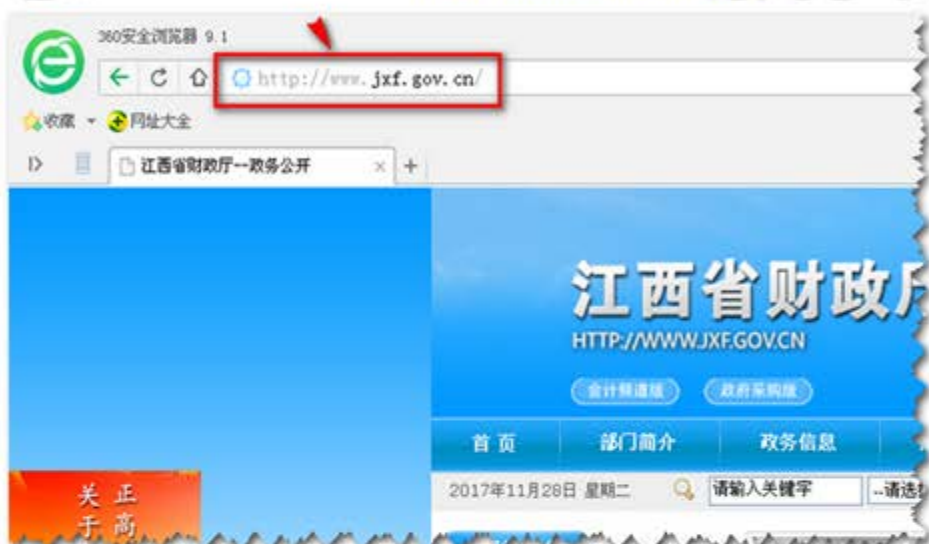 360安全浏览器 9.1
http://www.jxf.gov.cn/
收藏 网址大全
江西省财政厅--政务公开
江西省财政厅
HTTP://WWW.JXF.GOV.CN
会计频道版 政府采购版
首页 部门简介 政务信息
2017年11月28日 星期二 请输入关键字 --请选
关于
正高